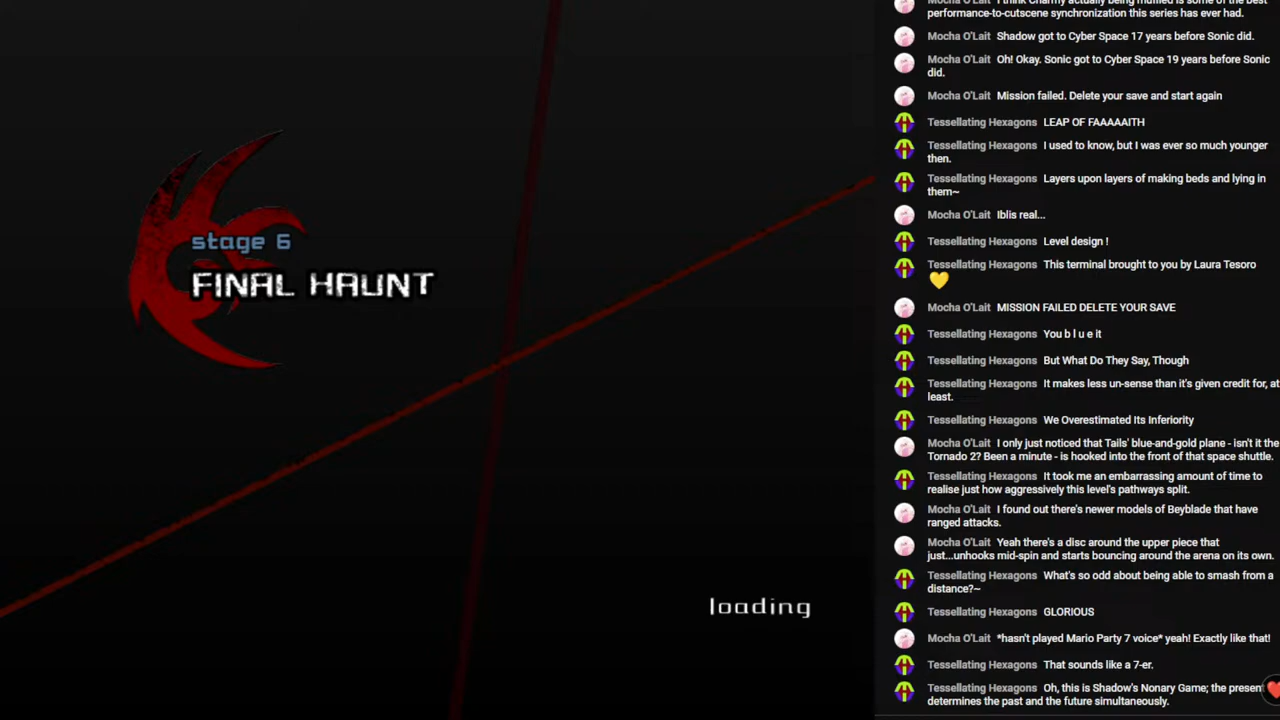 stage 6
FINAL HAUNT
loading
performance-to-cutscene synchronization this series has ever had.
Mocha O'Lait Shadow got to Cyber Space 17 years before Sonic did.
Mocha O'Lait Oh! Okay. Sonic got to Cyber Space 19 years before Sonic
did.
Mocha O'Lait Mission failed. Delete your save and start again
Tessellating Hexagons LEAP OF FAAAAAITH
Tessellating Hexagons I used to know, but I was ever so much younger
then.
Tessellating Hexagons Layers upon layers of making beds and lying in
them~
Mocha O'Lait Iblis real...
Tessellating Hexagons Level design !
Tessellating Hexagons This terminal brought to you by Laura Tesoro
💛
Mocha O'Lait MISSION FAILED DELETE YOUR SAVE
Tessellating Hexagons You b l u e it
Tessellating Hexagons But What Do They Say, Though
Tessellating Hexagons It makes less un-sense than it's given credit for, at
least.
Tessellating Hexagons We Overestimated Its Inferiority
Mocha O'Lait I only just noticed that Tails' blue-and-gold plane - isn't it the
Tornado 2? Been a minute - is hooked into the front of that space shuttle.
Tessellating Hexagons It took me an embarrassing amount of time to
realise just how aggressively this level's pathways split.
Mocha O'Lait I found out there's newer models of Beyblade that have
ranged attacks.
Mocha O'Lait Yeah there's a disc around the upper piece that
just...unhooks mid-spin and starts bouncing around the arena on its own.
Tessellating Hexagons What's so odd about being able to smash from a
distance?~
Tessellating Hexagons GLORIOUS
Mocha O'Lait *hasn't played Mario Party 7 voice* yeah! Exactly like that!
Tessellating Hexagons That sounds like a 7-er.
Tessellating Hexagons Oh, this is Shadow's Nonary Game; the present
determines the past and the future simultaneously.